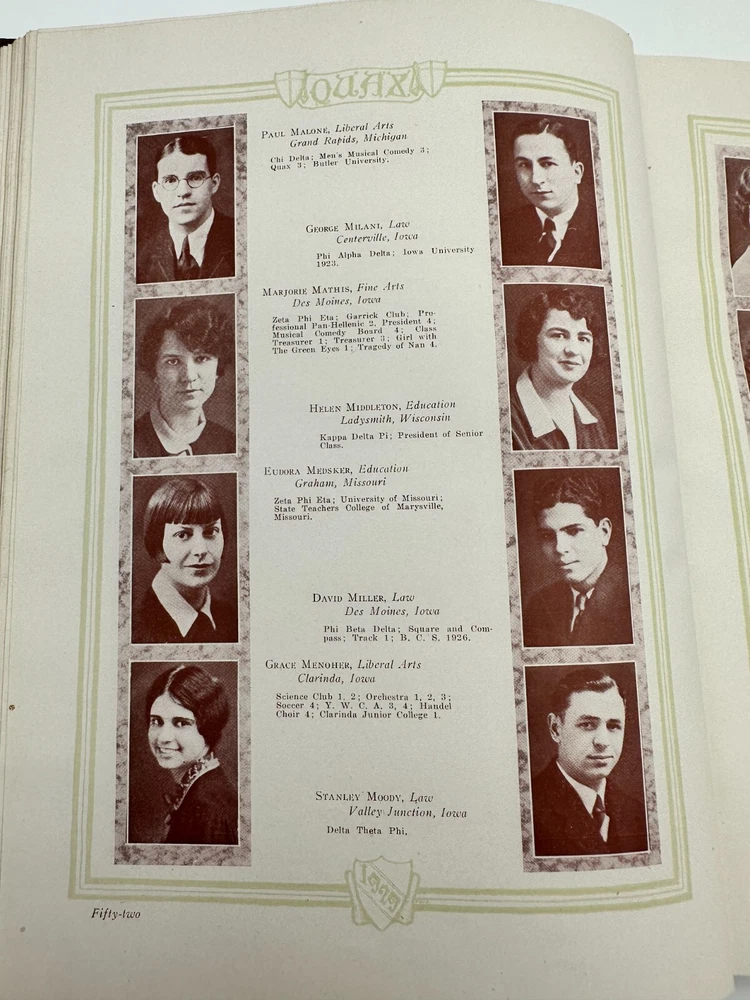 QUAX
PAUL MALONE, Liberal Arts
Grand Rapids, Michigan
Chi Delta; Men's Musical Comedy 3;
Quax 3; Butler University.
GEORGE MILANI, Law
Centerville, Iowa
Phi Alpha Delta; Iowa University
1923.
MARJORIE MATHIS, Fine Arts
Des Moines, Iowa
Zeta Phi Eta; Garrick Club; Pro-
fessional Pan-Hellenic 2, President 4;
Musical Comedy Board 4; Class
Treasurer 1; Treasurer 3; Girl with
The Green Eyes 1; Tragedy of Nan 4.
HELEN MIDDLETON, Education
Ladysmith, Wisconsin
Kappa Delta Pi; President of Senior
Class.
EUDORA MEDSKER, Education
Graham, Missouri
Zeta Phi Eta; University of Missouri;
State Teachers College of Marysville,
Missouri.
DAVID MILLER, Law
Des Moines, Iowa
Phi Beta Delta; Square and Com-
pass; Track 1; B. C. S. 1926.
GRACE MENOHER, Liberal Arts
Clarinda, Iowa
Science Club 1, 2; Orchestra 1, 2, 3;
Soccer 4; Y. W. C. A. 3, 4; Handel
Choir 4; Clarinda Junior College 1.
STANLEY MOODY, Law
Valley Junction, Iowa
Delta Theta Phi.
Fifty-two